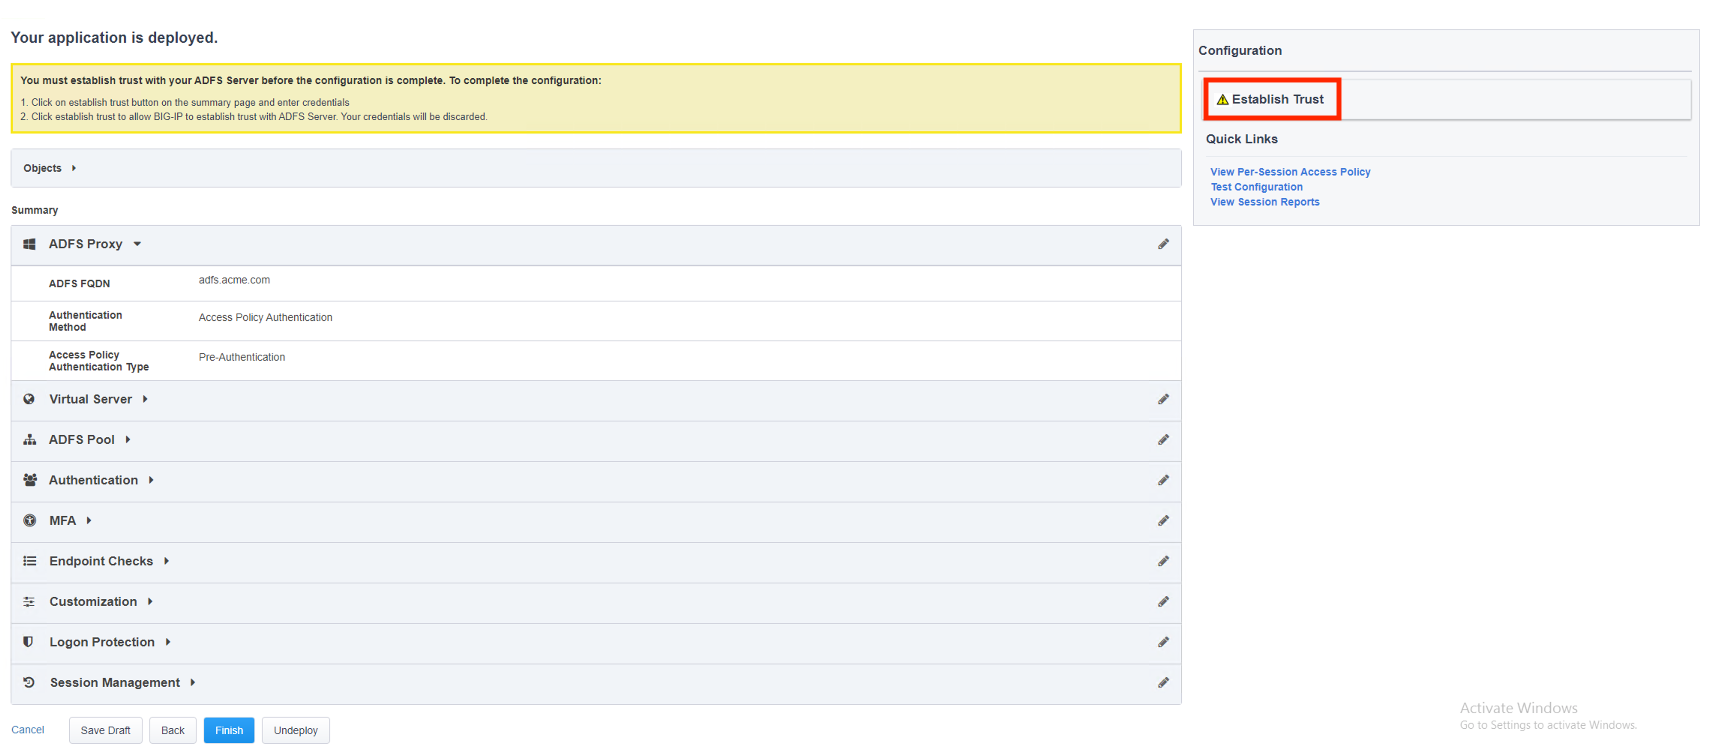 Your application is deployed.
You must establish trust with your ADFS Server before the configuration is complete. To complete the configuration:
1. Click on establish trust button on the summary page and enter credentials
2. Click establish trust to allow BIG-IP to establish trust with ADFS Server. Your credentials will be discarded.
Objects
Summary
ADFS Proxy
ADFS FQDN
adfs.acme.com
Authentication
Method
Access Policy Authentication
Access Policy
Authentication Type
Pre-Authentication
Virtual Server
ADFS Pool
Authentication
MFA
Endpoint Checks
Customization
Logon Protection
Session Management
Cancel
Save Draft
Back
Finish
Undeploy
Configuration
Establish Trust
Quick Links
View Per-Session Access Policy
Test Configuration
View Session Reports
Activate Windows
Go to Settings to activate Windows.